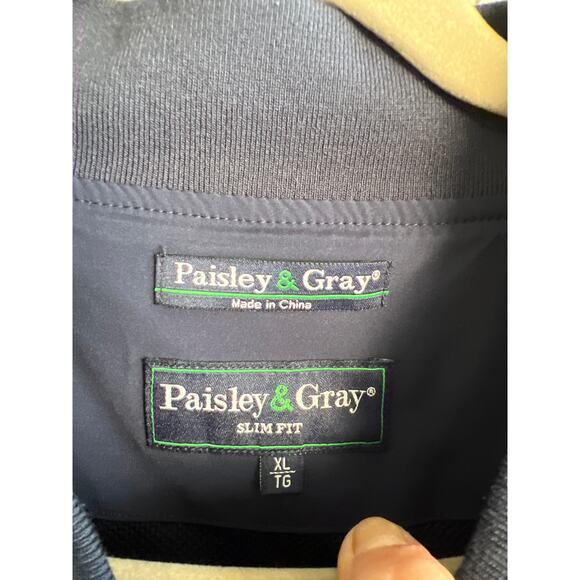 Paisley & Gray®
Made in China
Paisley & Gray®
SLIM FIT
XL
TG